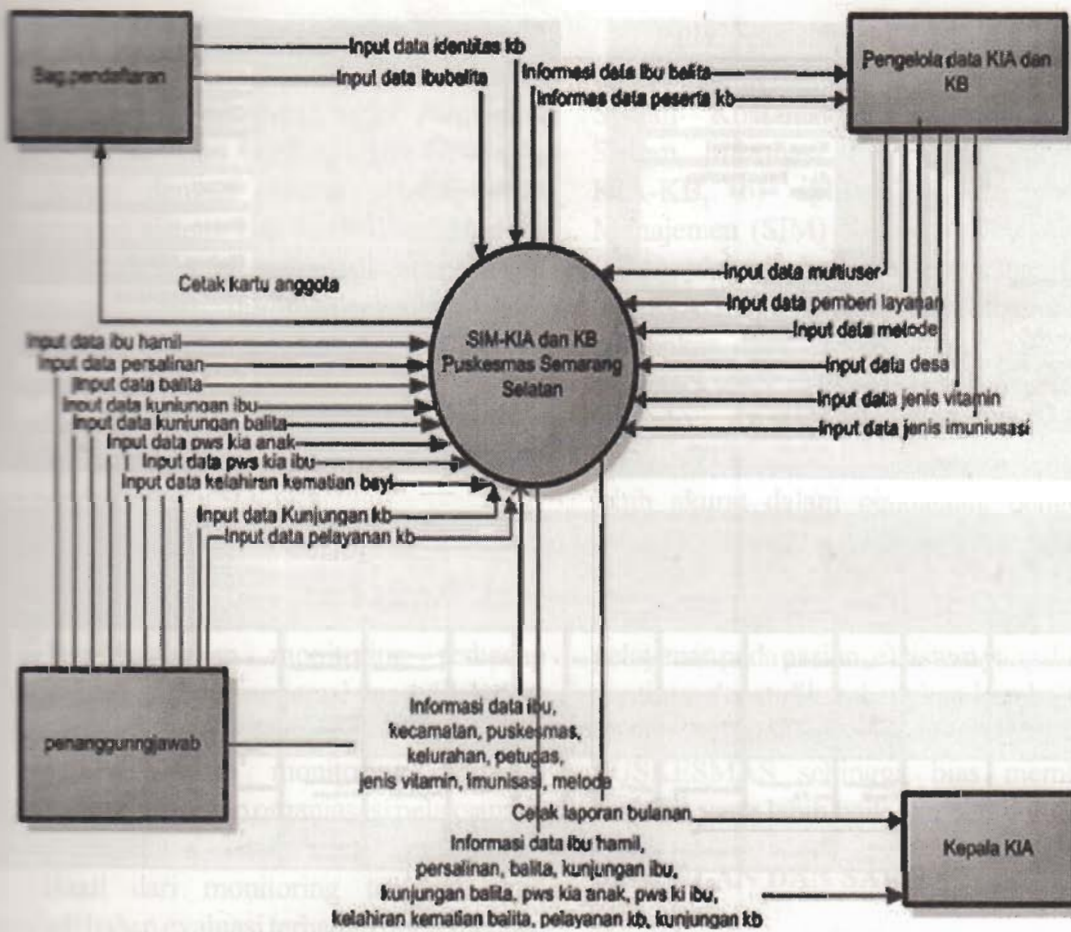 Bag.pendaftaran
Input data identitas kb
Input data ibubalita
Informasi data ibu balita
Informas data peserta kb
Pengelola data KIA dan
KB
Cetak kartu anggota
SIM-KIA dan KB
Puskesmas Semarang
Selatan
Input data multiuser
Input data pemberi layanan
Input data metode
Input data desa
Input data jenis vitamin
Input data jenis imuniusasi
Input data ibu hamil
Input data persalinan
Input data balita
Input data kunjungan ibu
Input data kunjungan balita
Input data pws kia anak
Input data pws kia ibu
Input data kelahiran kematian bayi
Input data Kunjungan kb
Input data pelayanan kb
penanggungjawab
Informasi data ibu,
kecamatan, puskesmas,
kelurahan, petugas,
jenis vitamin, imunisasi, metode
Cetak laporan bulanan
Informasi data ibu hamil,
persalinan, balita, kunjungan ibu,
kunjungan balita, pws kia anak, pws ki ibu,
kelahiran kematian balita, pelayanan kb, kunjungan kb
Kepala KIA